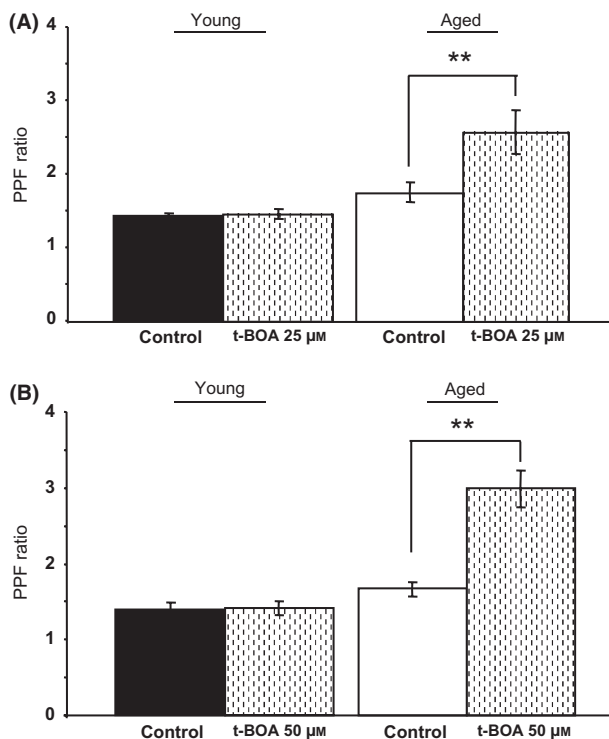 (A)
Young Aged
4
**
3
PPF ratio
2
1
0
Control t-BOA 25 µM Control t-BOA 25 µM
(B)
Young Aged
4
**
3
PPF ratio
2
1
0
Control t-BOA 50 µM Control t-BOA 50 µM